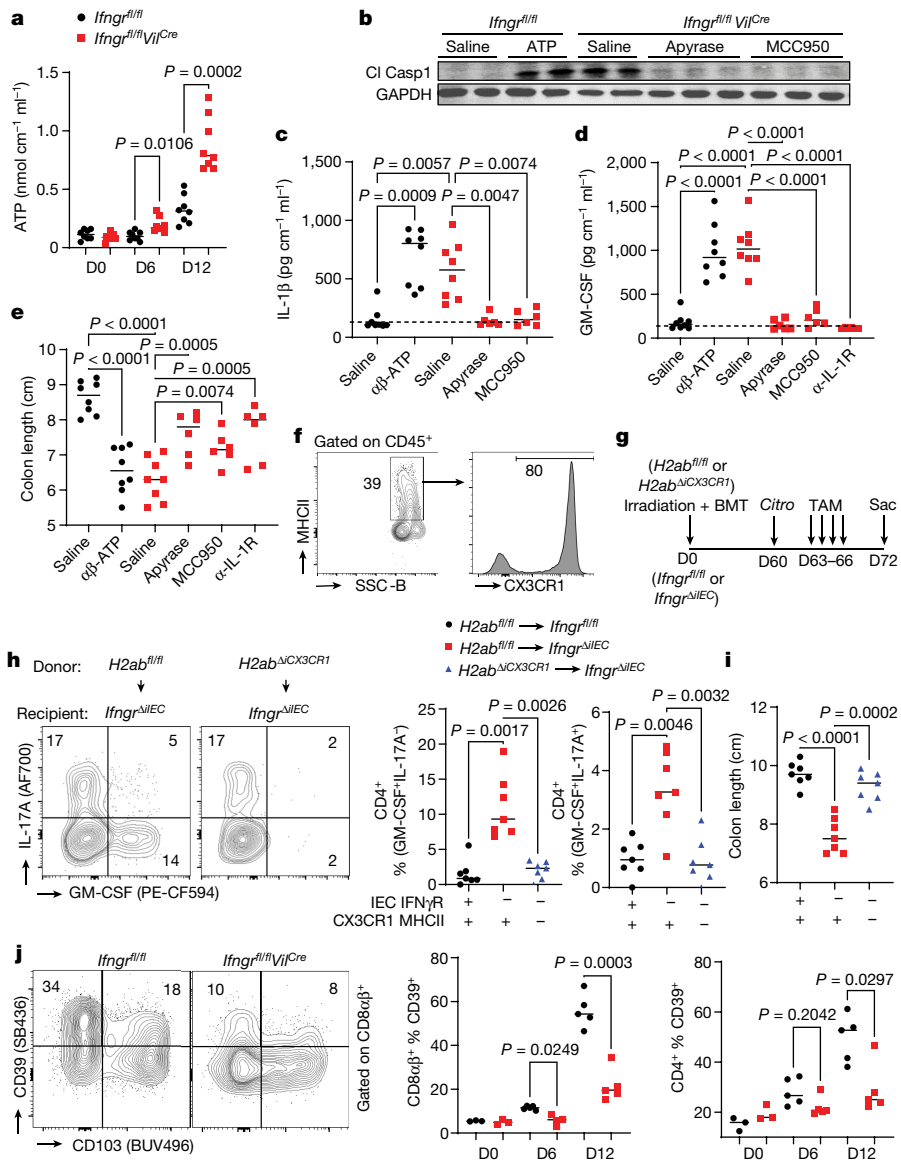 a
Ifngr^fl/fl
Ifngr^fl/fl Vil^Cre
ATP (nmol cm⁻¹ ml⁻¹)
1.5
1.0
0.5
0
P = 0.0002
P = 0.0106
D0 D6 D12
b
Ifngr^fl/fl Ifngr^fl/fl Vil^Cre
Saline ATP Saline Apyrase MCC950
Cl Casp1
GAPDH
c
IL-1β (pg cm⁻¹ ml⁻¹)
1,500
1,000
500
0
P = 0.0057 P = 0.0074
P = 0.0009 P = 0.0047
Saline αβ-ATP Saline Apyrase MCC950
d
GM-CSF (pg cm⁻¹ ml⁻¹)
2,000
1,500
1,000
500
0
P < 0.0001
P < 0.0001 P < 0.0001
P < 0.0001 P < 0.0001
Saline αβ-ATP Saline Apyrase MCC950 α-IL-1R
e
Colon length (cm)
10
9
8
7
6
5
P < 0.0001
P = 0.0005
P < 0.0001 P = 0.0005
P = 0.0074
Saline αβ-ATP Saline Apyrase MCC950 α-IL-1R
f
Gated on CD45⁺
39
80
MHCII
SSC-B
CX3CR1
g
(H2ab^fl/fl or
H2ab^ΔiCX3CR1)
Irradiation + BMT Citro TAM Sac
D0 D60 D63–66 D72
(Ifngr^fl/fl or
Ifngr^ΔiIEC)
H2ab^fl/fl → Ifngr^fl/fl
H2ab^fl/fl → Ifngr^ΔiIEC
H2ab^ΔiCX3CR1 → Ifngr^ΔiIEC
h
Donor: H2ab^fl/fl H2ab^ΔiCX3CR1
Recipient: Ifngr^ΔiIEC Ifngr^ΔiIEC
17 5 17 2
14 2
IL-17A (AF700)
GM-CSF (PE-CF594)
CD4⁺
% (GM-CSF⁺IL-17A⁻)
25
20
15
10
5
0
P = 0.0026
P = 0.0017
IEC IFNγR + − −
CX3CR1 MHCII + + −
CD4⁺
% (GM-CSF⁺IL-17A⁺)
6
4
2
0
P = 0.0032
P = 0.0046
+ − −
+ + −
i
Colon length (cm)
12
10
8
6
P = 0.0002
P < 0.0001
+ − −
+ + −
j
Ifngr^fl/fl Ifngr^fl/fl Vil^Cre
34 18 10 8
CD39 (SB436)
CD103 (BUV496)
Gated on CD8αβ⁺
CD8αβ⁺ % CD39⁺
80
60
40
20
0
P = 0.0003
P = 0.0249
D0 D6 D12
CD4⁺ % CD39⁺
80
60
40
20
P = 0.0297
P = 0.2042
D0 D6 D12